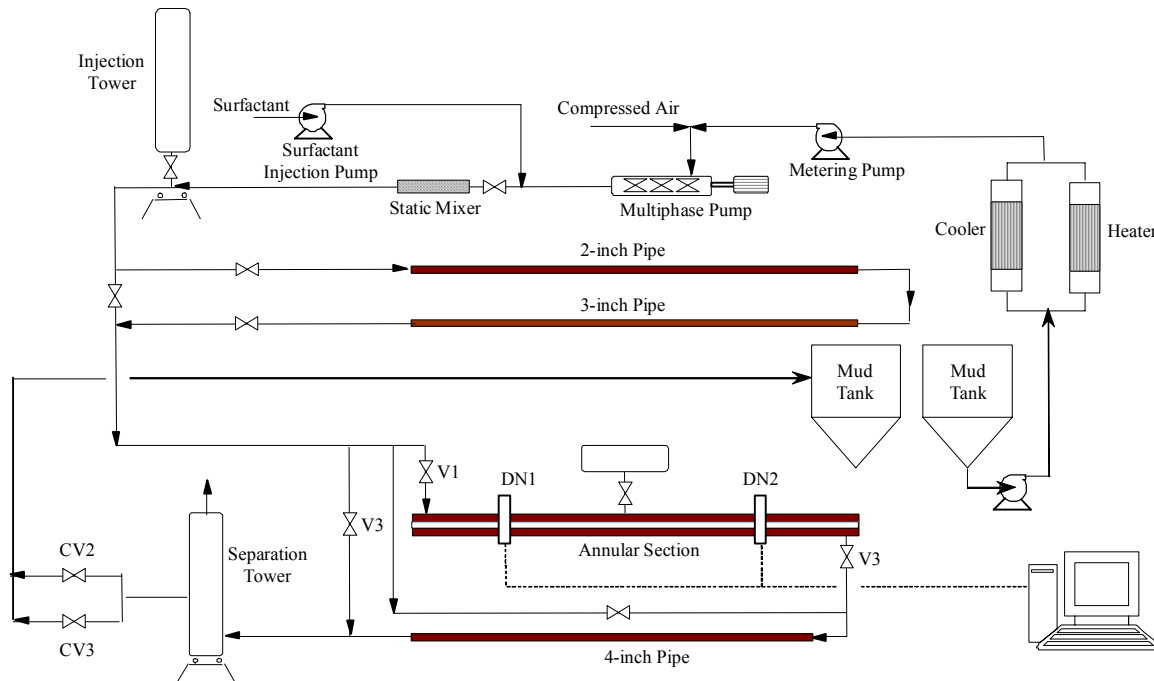 Injection
Tower
Surfactant
Surfactant
Injection Pump
Compressed Air
Metering Pump
Static Mixer
Multiphase Pump
Cooler
Heater
2-inch Pipe
3-inch Pipe
Mud
Tank
Mud
Tank
V1
DN1
DN2
V3
Annular Section
V3
CV2
Separation
Tower
CV3
4-inch Pipe